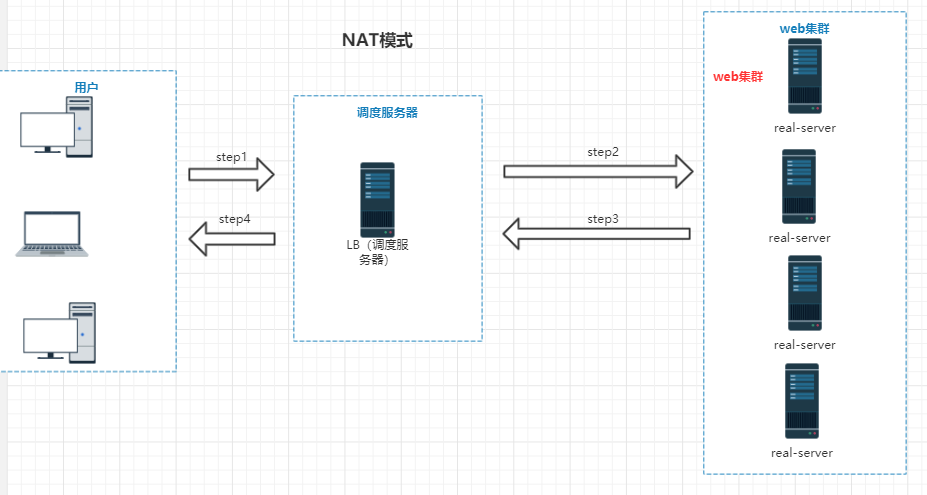 NAT模式
用户
step1
step4
调度服务器
LB（调度服
务器）
step2
step3
web集群
web集群
real-server
real-server
real-server
real-server